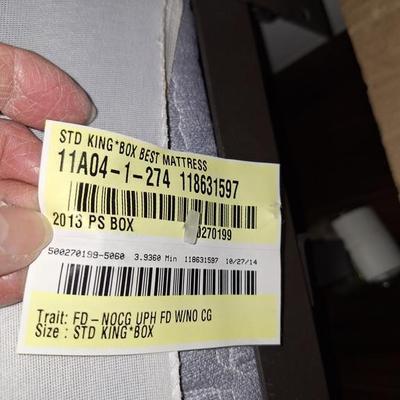 STD KING*BOX BEST MATTRESS
11A04-1-274 118631597
2013 PS BOX 00270199
500270199-5060 3.9360 Min 118631597 10/27/14
Trait: FD-NOCG UPH FD W/NO CG
Size : STD KING*BOX